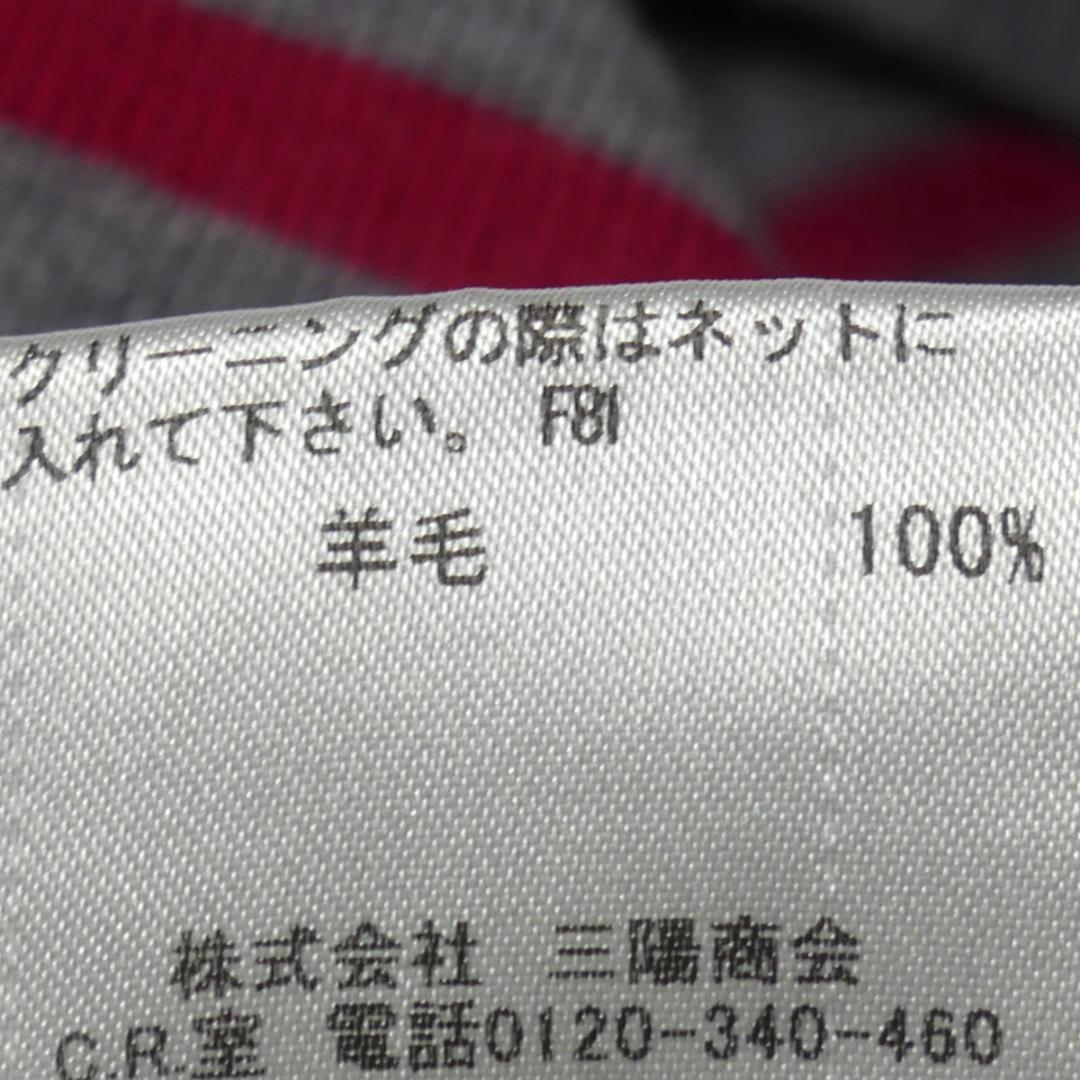 クリーニングの際はネットに
入れて下さい。 F81
羊毛 100%
株式会社 三陽商会
C.R.室 電話0120-340-460